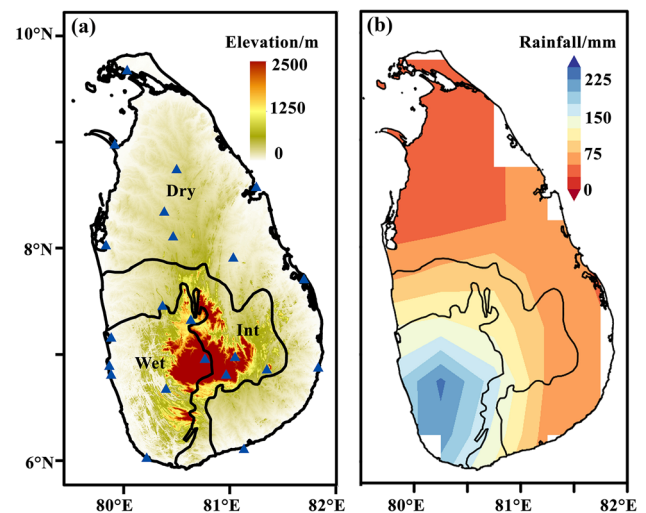 (a)
Elevation/m
2500
1250
0
Dry
Int
Wet
10°N
8°N
6°N
80°E
81°E
82°E
(b)
Rainfall/mm
225
150
75
0
80°E
81°E
82°E